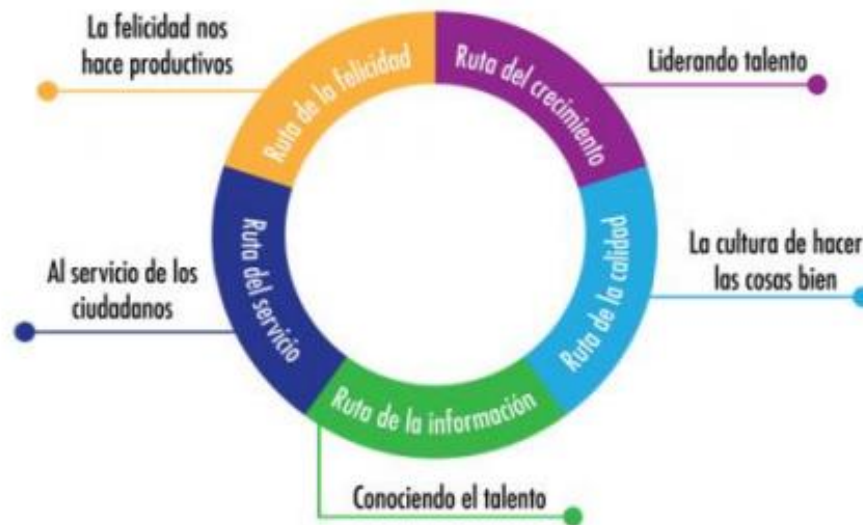 La felicidad nos
hace productivos
Ruta de la felicidad
Ruta del crecimiento
Liderando talento
Ruta de la calidad
La cultura de hacer
las cosas bien
Ruta del servicio
Al servicio de los
ciudadanos
Ruta de la información
Conociendo el talento